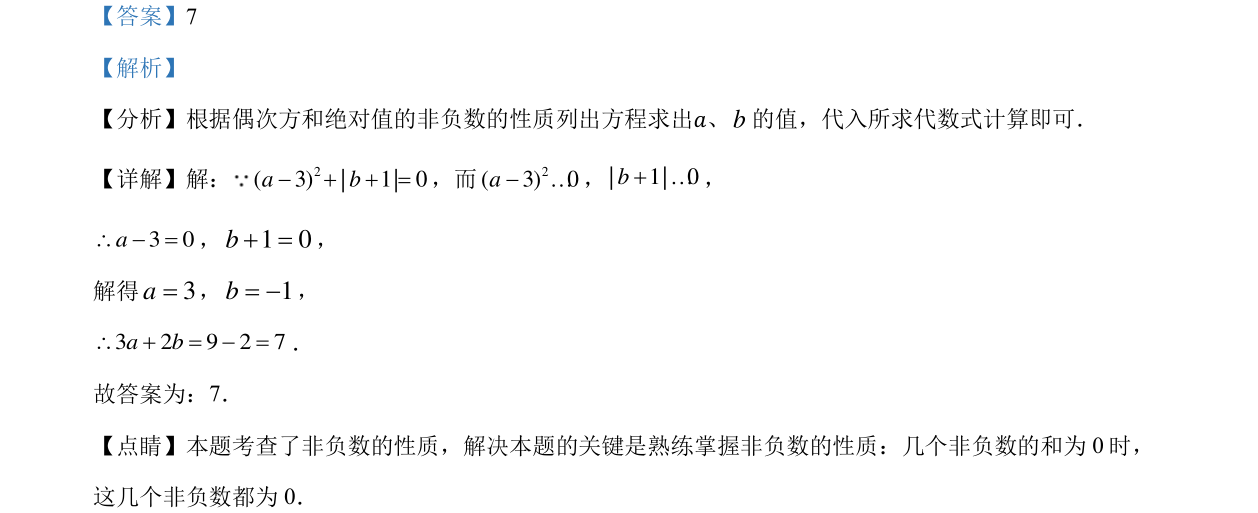 【答案】7
【解析】
【分析】根据偶次方和绝对值的非负数的性质列出方程求出a、b 的值，代入所求代数式计算即可．
【详解】解：∵(a−3)²+|b+1|=0，而(a−3)²…0，|b+1|…0，
∴a−3=0，b+1=0，
解得a=3，b=−1，
∴3a+2b=9−2=7．
故答案为：7．
【点睛】本题考查了非负数的性质，解决本题的关键是熟练掌握非负数的性质：几个非负数的和为 0 时，
这几个非负数都为 0．